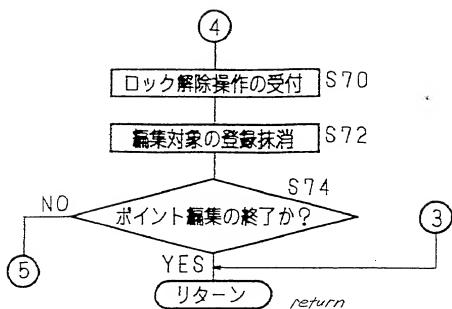 ④
ロック解除操作の受付 S70
編集対象の登録抹消 S72
S74
NO ポイント編集の終了か? ③
⑤ YES
リターン return